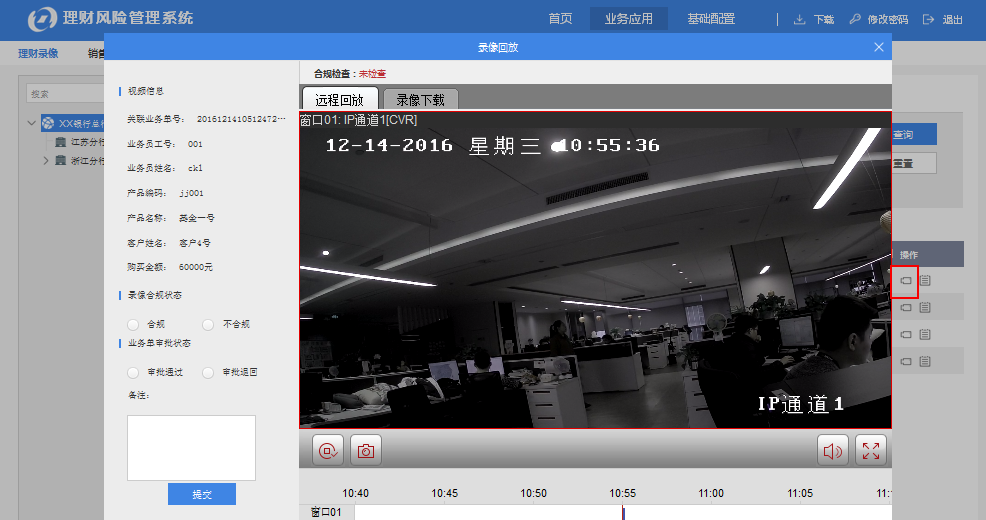 理财风险管理系统
首页 业务应用 基础配置 下载 修改密码 退出
理财录像 销售
录像回放
搜索
XX银行总行
江苏分行
浙江分行
视频信息
关联业务单号： 2016121410512472···
业务员工号： 001
业务员姓名： cxl
产品编码： jj001
产品名称： 基金一号
客户姓名： 客户4号
购买金额： 60000元
录像合规状态
合规 不合规
业务单审批状态
审批通过 审批退回
备注：
提交
合规检查：未检查
远程回放 录像下载
窗口01: IP通道1[CVR]
12-14-2016 星期三 10:55:36
IP通道1
10:40 10:45 10:50 10:55 11:00 11:05 11:
窗口01
查询
重置
操作